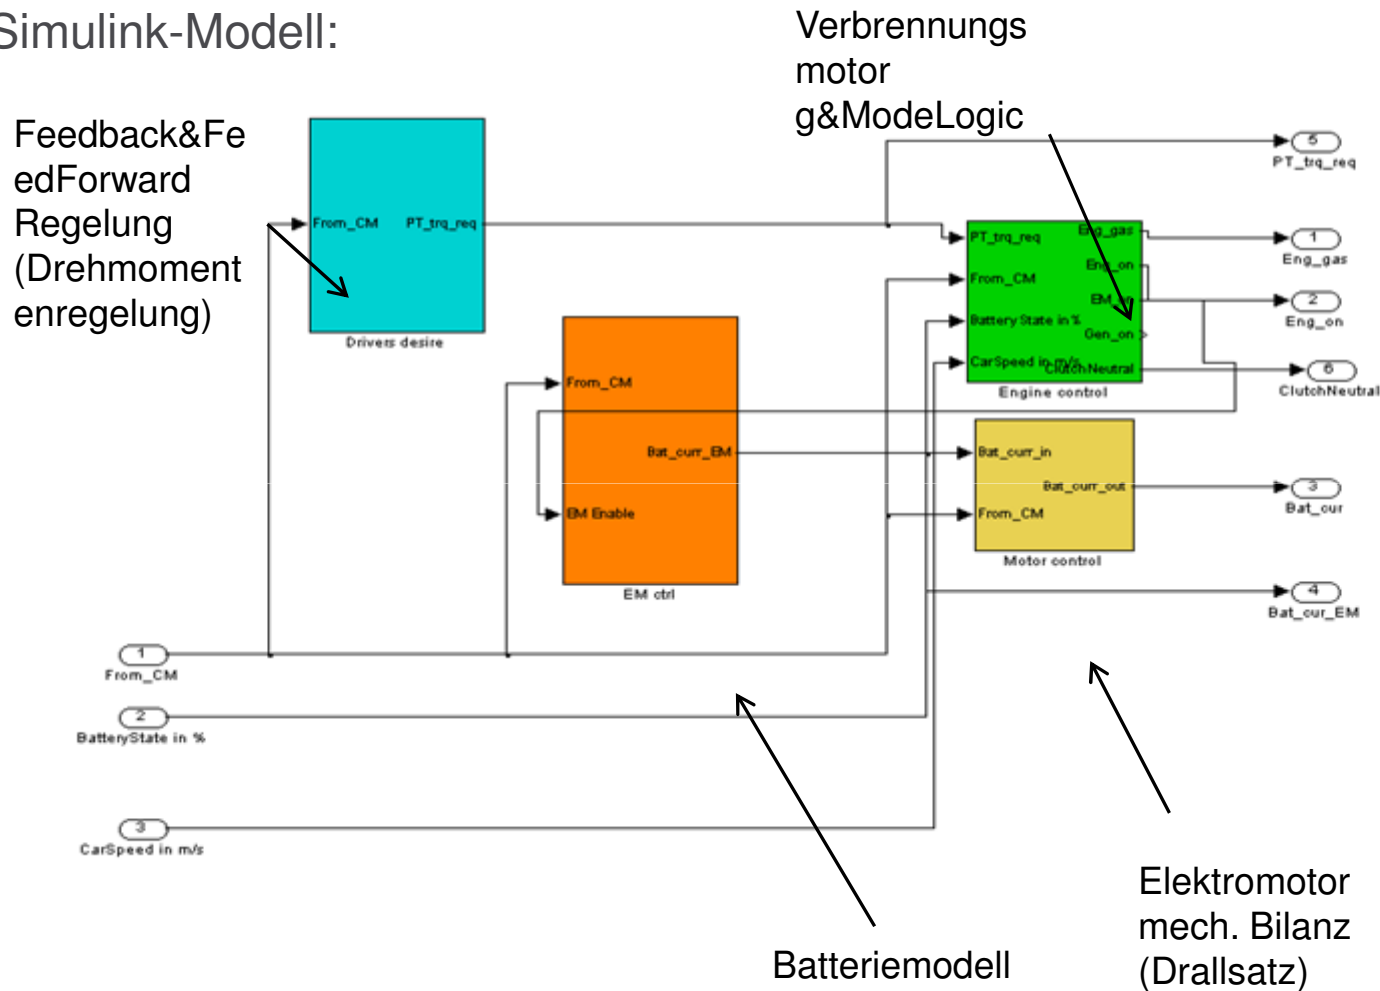 Simulink-Modell:
Verbrennungs
motor
g&ModeLogic
Feedback&Fe
edForward
Regelung
(Drehmoment
enregelung)
From_CM PT_trq_req
Drivers desire
5
PT_trq_req
PT_trq_req Eng_gas
From_CM Eng_on
Battery State in %
Gen_on
CarSpeed in m/s
ClutchNeutral
Engine control
1
Eng_gas
2
Eng_on
6
ClutchNeutral
From_CM
Bat_curr_EM
EM Enable
EM ctrl
Bat_curr_in
Bat_curr_out
From_CM
Motor control
3
Bat_cur
4
Bat_cur_EM
1
From_CM
2
BatteryState in %
3
CarSpeed in m/s
Batteriemodell
Elektromotor
mech. Bilanz
(Drallsatz)